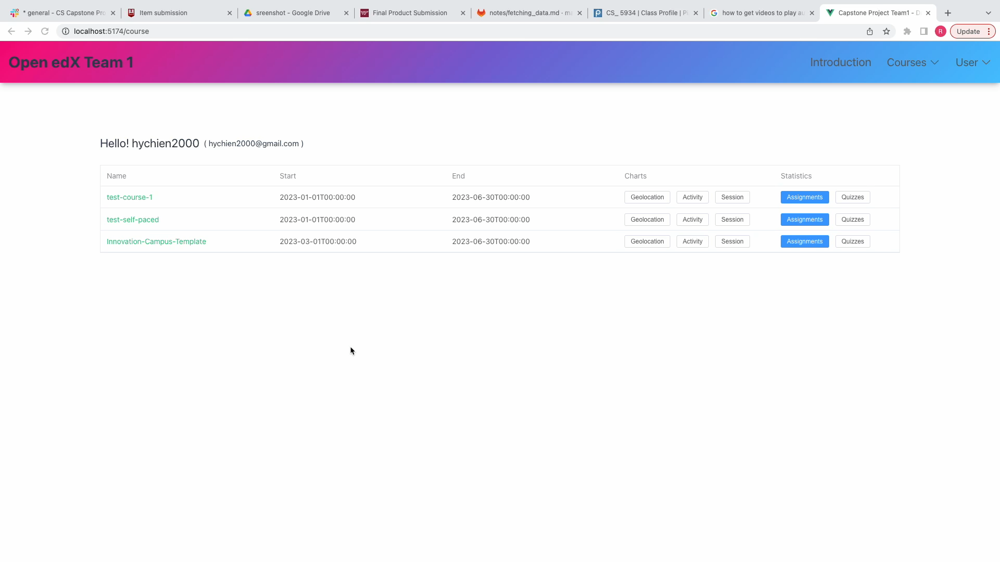 * general - CS Capstone Pro
Item submission
sreenshot - Google Drive
Final Product Submission
notes/fetching_data.md · ma
CS_ 5934 | Class Profile | Pi
how to get videos to play au
Capstone Project Team1 - D
localhost:5174/course
R
Update
Open edX Team 1
Introduction
Courses
User
Hello! hychien2000 ( hychien2000@gmail.com )
Name Start End Charts Statistics
test-course-1 2023-01-01T00:00:00 2023-06-30T00:00:00 Geolocation Activity Session Assignments Quizzes
test-self-paced 2023-01-01T00:00:00 2023-06-30T00:00:00 Geolocation Activity Session Assignments Quizzes
Innovation-Campus-Template 2023-03-01T00:00:00 2023-06-30T00:00:00 Geolocation Activity Session Assignments Quizzes